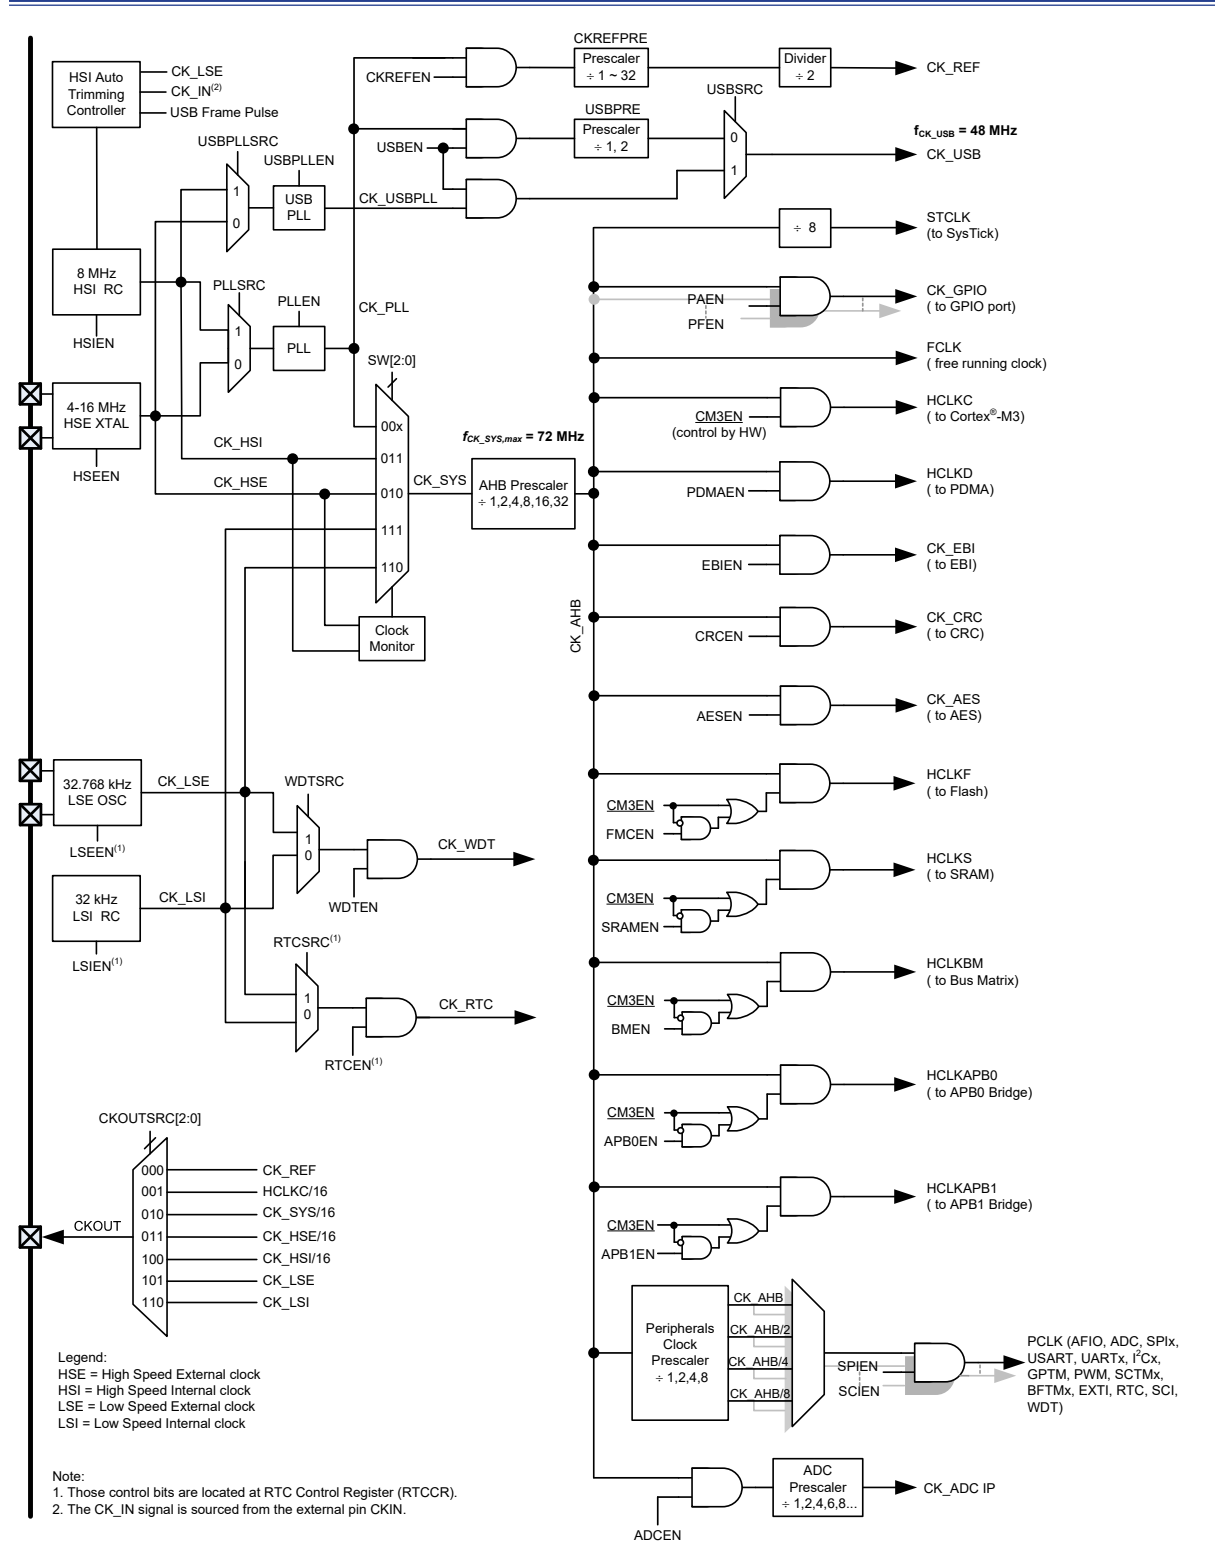 HSI Auto
Trimming
Controller
CK_LSE
CK_IN(2)
USB Frame Pulse
CKREFPRE
CKREFEN
Prescaler
÷ 1 ~ 32
Divider
÷ 2
CK_REF
USBSRC
USBPRE
USBEN
Prescaler
÷ 1, 2
0
1
fCK_USB = 48 MHz
CK_USB
USBPLLSRC
USBPLLEN
1
0
USB
PLL
CK_USBPLL
÷ 8
STCLK
(to SysTick)
8 MHz
HSI RC
HSIEN
PLLSRC
PLLEN
1
0
PLL
CK_PLL
PAEN
PFEN
CK_GPIO
( to GPIO port)
FCLK
( free running clock)
SW[2:0]
4-16 MHz
HSE XTAL
HSEEN
CK_HSI
CK_HSE
00x
011
010
111
110
CK_SYS
fCK_SYS,max = 72 MHz
AHB Prescaler
÷ 1,2,4,8,16,32
Clock
Monitor
CM3EN
(control by HW)
HCLKC
( to Cortex®-M3)
PDMAEN
HCLKD
( to PDMA)
EBIEN
CK_EBI
( to EBI)
CK_AHB
CRCEN
CK_CRC
( to CRC)
AESEN
CK_AES
( to AES)
32.768 kHz
LSE OSC
LSEEN(1)
CK_LSE
WDTSRC
1
0
CK_WDT
WDTEN
32 kHz
LSI RC
LSIEN(1)
CK_LSI
RTCSRC(1)
1
0
CK_RTC
RTCEN(1)
CM3EN
FMCEN
HCLKF
( to Flash)
CM3EN
SRAMEN
HCLKS
( to SRAM)
CM3EN
BMEN
HCLKBM
( to Bus Matrix)
CM3EN
APB0EN
HCLKAPB0
( to APB0 Bridge)
CM3EN
APB1EN
HCLKAPB1
( to APB1 Bridge)
CKOUTSRC[2:0]
CKOUT
000 CK_REF
001 HCLKC/16
010 CK_SYS/16
011 CK_HSE/16
100 CK_HSI/16
101 CK_LSE
110 CK_LSI
Peripherals
Clock
Prescaler
÷ 1,2,4,8
CK_AHB
CK_AHB/2
CK_AHB/4
CK_AHB/8
SPIEN
SCIEN
PCLK (AFIO, ADC, SPIx,
USART, UARTx, I2Cx,
GPTM, PWM, SCTMx,
BFTMx, EXTI, RTC, SCI,
WDT)
ADCEN
ADC
Prescaler
÷ 1,2,4,6,8...
CK_ADC IP
Legend:
HSE = High Speed External clock
HSI = High Speed Internal clock
LSE = Low Speed External clock
LSI = Low Speed Internal clock
Note:
1. Those control bits are located at RTC Control Register (RTCCR).
2. The CK_IN signal is sourced from the external pin CKIN.